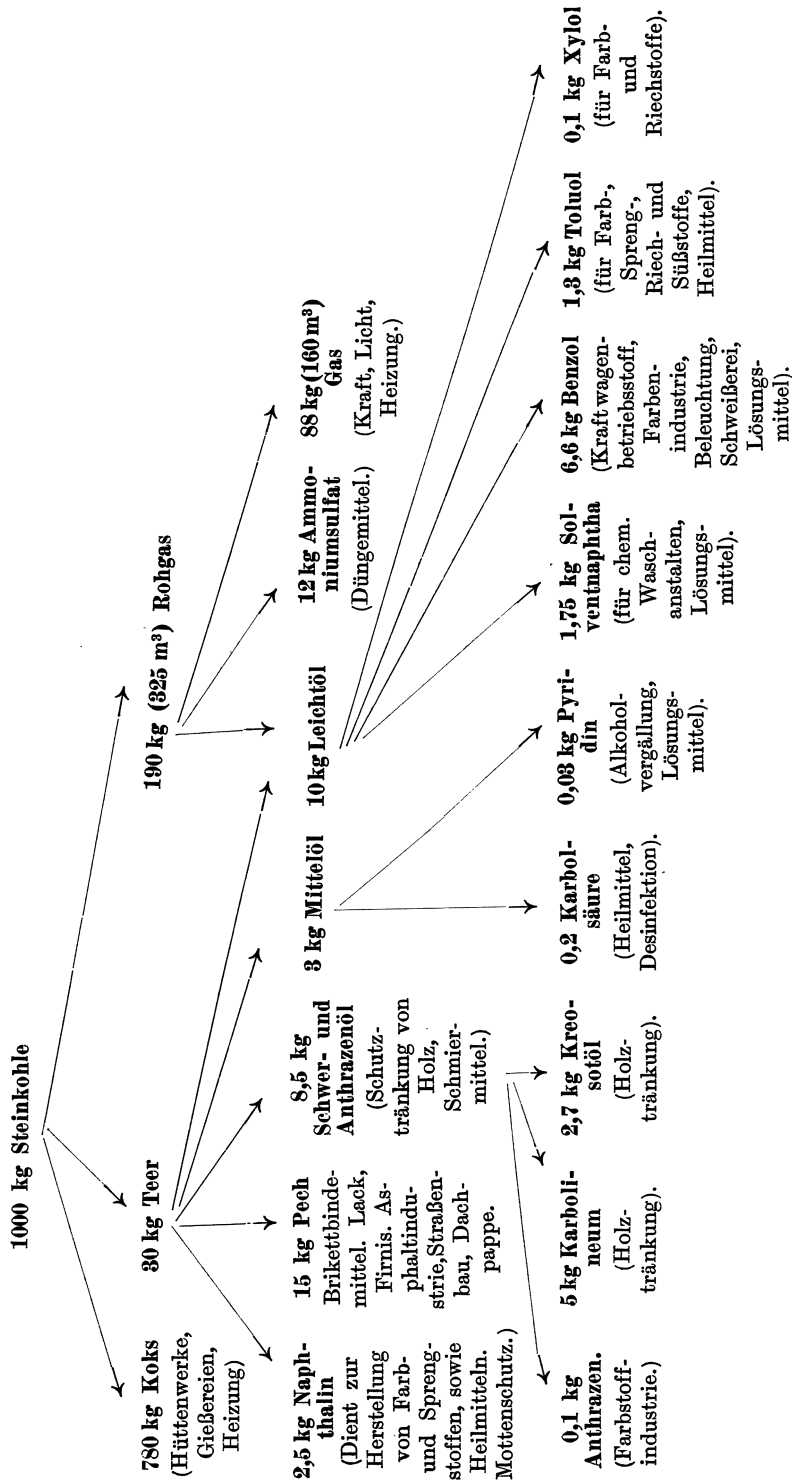 1000 kg Steinkohle
780 kg Koks
(Hüttenwerke,
Gießereien,
Heizung)
30 kg Teer
190 kg (325 m³) Rohgas
2,5 kg Naph-
thalin
(Dient zur
Herstellung
von Farb-
und Spreng-
stoffen, sowie
Heilmitteln.
Mottenschutz.)
15 kg Pech
Brikettbinde-
mittel. Lack,
Firnis. As-
phaltindu-
strie,Straßen-
bau, Dach-
pappe.
8,5 kg
Schwer- und
Anthrazenöl
(Schutz-
tränkung von
Holz,
Schmier-
mittel.)
3 kg Mittelöl
10 kg Leichtöl
12 kg Ammo-
niumsulfat
(Düngemittel.)
88 kg (160 m³)
Gas
(Kraft, Licht,
Heizung.)
0,1 kg
Anthrazen.
(Farbstoff-
industrie.)
5 kg Karboli-
neum
(Holz-
tränkung).
2,7 kg Kreo-
sotöl
(Holz-
tränkung).
0,2 Karbol-
säure
(Heilmittel,
Desinfektion).
0,03 kg Pyri-
din
(Alkohol-
vergällung,
Lösungs-
mittel).
1,75 kg Sol-
ventnaphtha
(für chem.
Wasch-
anstalten,
Lösungs-
mittel).
6,6 kg Benzol
(Kraftwagen-
betriebsstoff,
Farben-
industrie,
Beleuchtung,
Schweißerei,
Lösungs-
mittel).
1,3 kg Toluol
(für Farb-,
Spreng-,
Riech- und
Süßstoffe,
Heilmittel).
0,1 kg Xylol
(für Farb-
und
Riechstoffe).